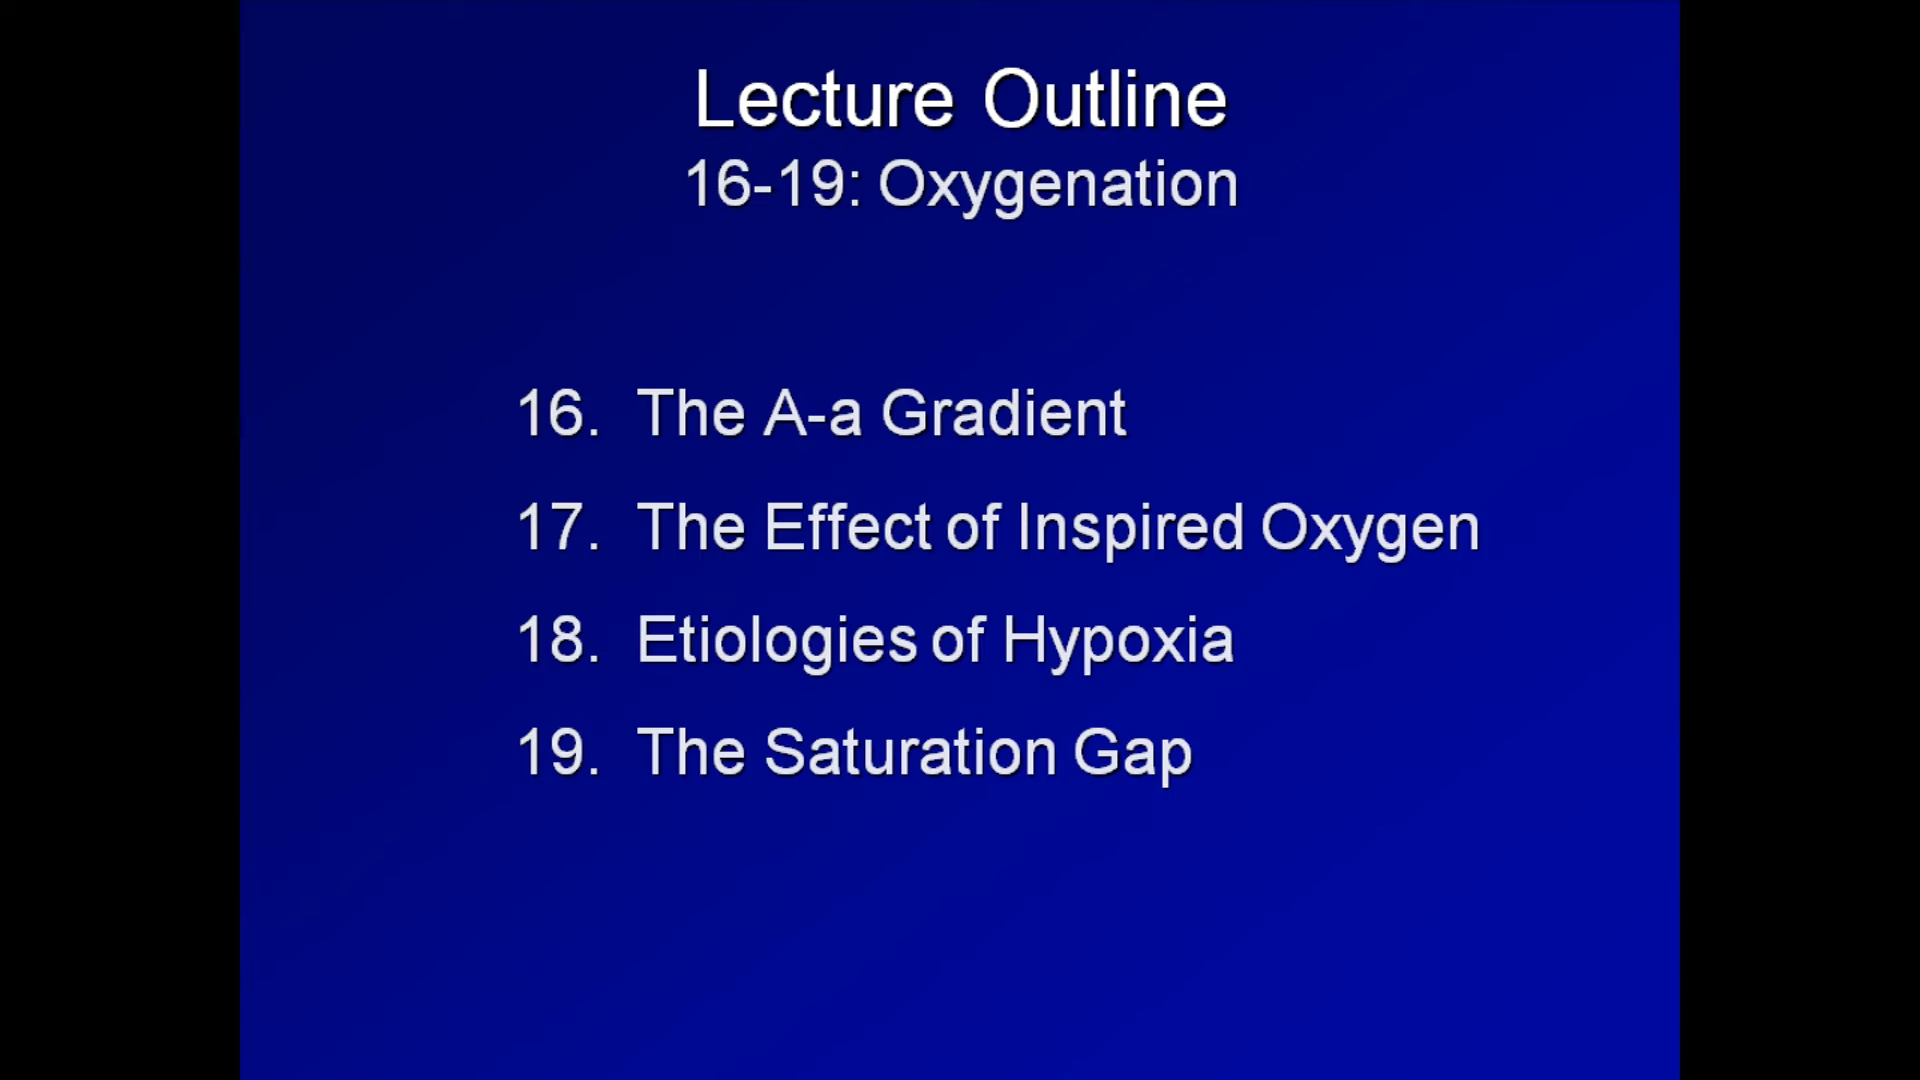 Lecture Outline
16-19: Oxygenation
16. The A-a Gradient
17. The Effect of Inspired Oxygen
18. Etiologies of Hypoxia
19. The Saturation Gap